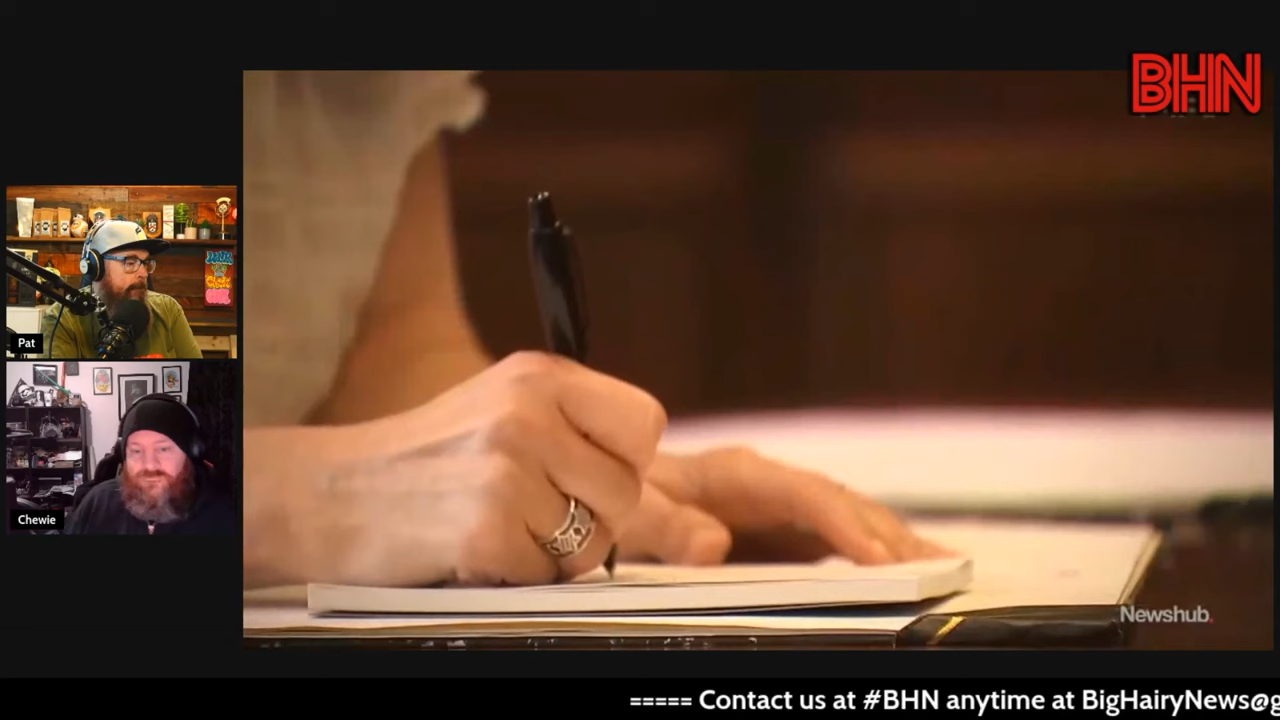 BHN
Pat
Chewie
Newshub.
===== Contact us at #BHN anytime at BigHairyNews@g